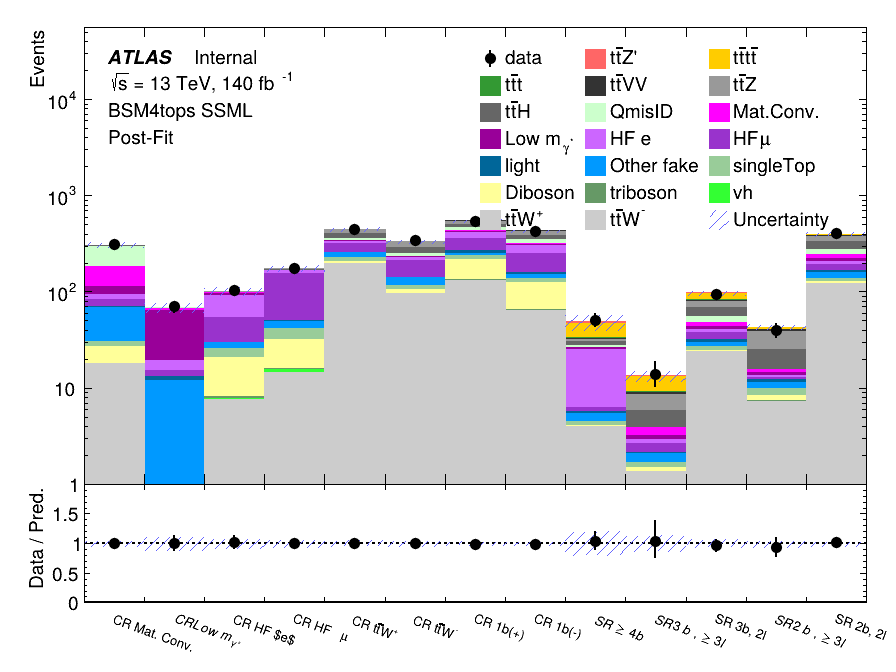 Events
ATLAS Internal
√s = 13 TeV, 140 fb⁻¹
BSM4tops SSML
Post-Fit
data
tt̄Z'
tt̄tt̄
tt̄t
tt̄VV
tt̄Z
tt̄H
QmisID
Mat.Conv.
Low m_γ*
HF e
HF μ
light
Other fake
singleTop
Diboson
triboson
vh
tt̄W⁺
tt̄W⁻
Uncertainty
10⁴
10³
10²
10
1
Data / Pred.
1.5
1
0.5
0
CR Mat. Conv.
CRLow m_γ*
CR HF $e$
CR HF μ
CR tt̄W⁺
CR tt̄W⁻
CR 1b(+)
CR 1b(-)
SR ≥ 4b
SR3 b , ≥ 3l
SR 3b, 2l
SR2 b , ≥ 3l
SR 2b, 2l